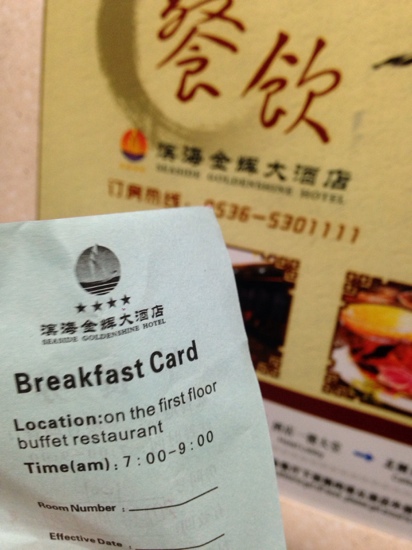 餐饮
滨海金辉大酒店
SEASIDE GOLDENSHINE HOTEL
订房热线: 0536-5301111
滨海金辉大酒店
SEASIDE GOLDENSHINE HOTEL
Breakfast Card
Location:on the first floor
buffet restaurant
Time(am):7:00-9:00
Room Number:
Effective Date: